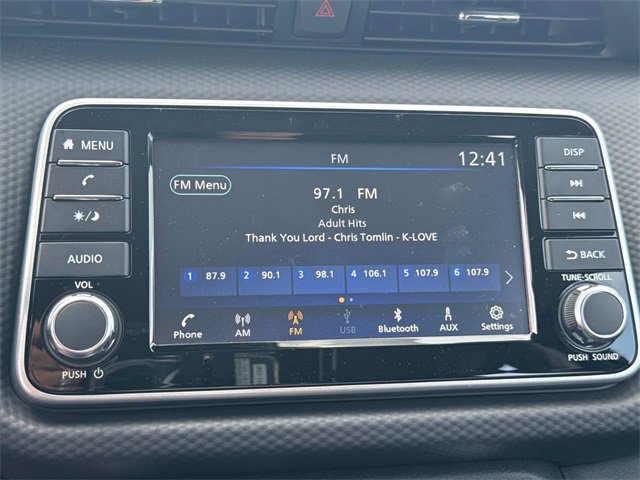 MENU
FM
12:41
DISP
FM Menu
97.1 FM
Chris
Adult Hits
Thank You Lord - Chris Tomlin - K-LOVE
AUDIO
BACK
1 87.9 2 90.1 3 98.1 4 106.1 5 107.9 6 107.9
VOL
TUNE-SCROLL
Phone AM FM USB Bluetooth AUX Settings
PUSH
PUSH SOUND